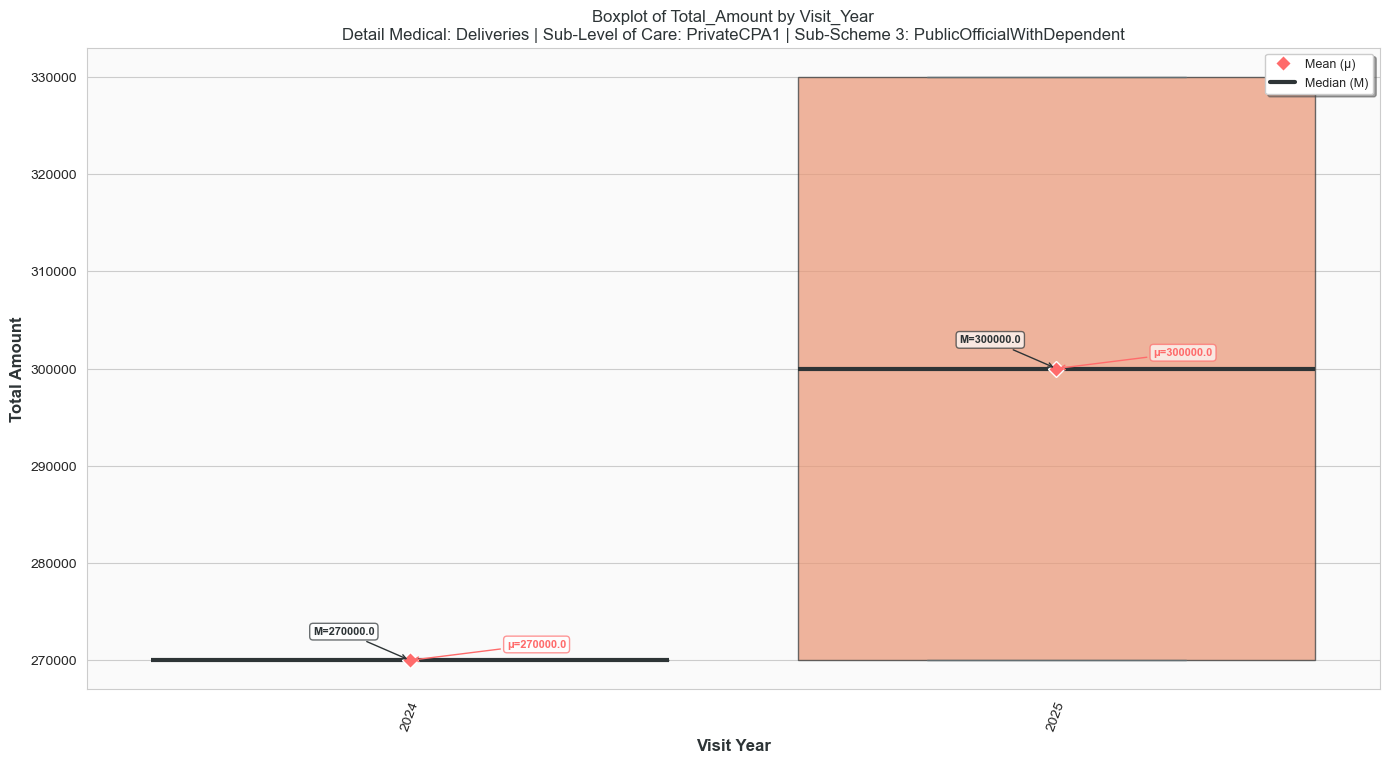 Boxplot of Total_Amount by Visit_Year
Detail Medical: Deliveries | Sub-Level of Care: PrivateCPA1 | Sub-Scheme 3: PublicOfficialWithDependent
Mean (μ)
Median (M)
Total Amount
330000
320000
310000
300000
290000
280000
270000
M=300000.0
μ=300000.0
M=270000.0
μ=270000.0
2024
2025
Visit Year